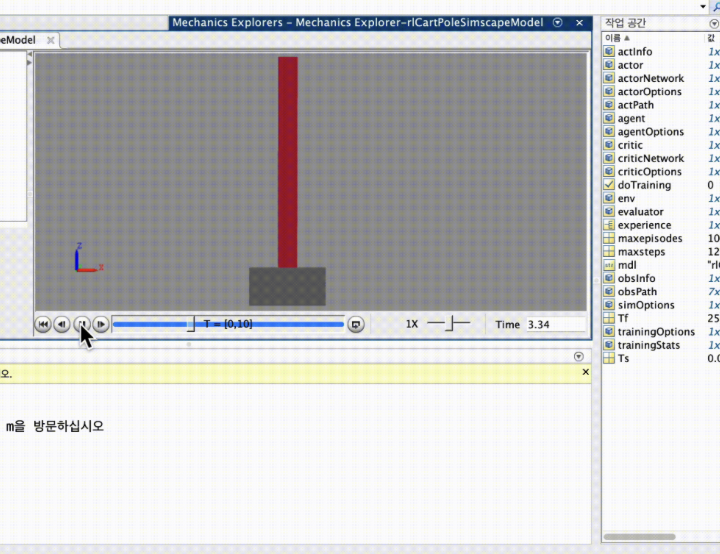 Mechanics Explorers - Mechanics Explorer-rlCartPoleSimscapeModel
eModel
Z
X
T = [0,10]
1X
Time 3.34
오.
m을 방문하십시오
작업 공간
이름 값
actInfo 1x
actor 1x
actorNetwork 1x
actorOptions 1x
actPath 1x
agent 1x
agentOptions 1x
critic 1x
criticNetwork 1x
criticOptions 1x
doTraining 0
env 1x
evaluator 1x
experience 1x
maxepisodes 10
maxsteps 12
mdl "rl
obsInfo 1x
obsPath 7x
simOptions 1x
Tf 25
trainingOptions 1x
trainingStats 1x
Ts 0.0